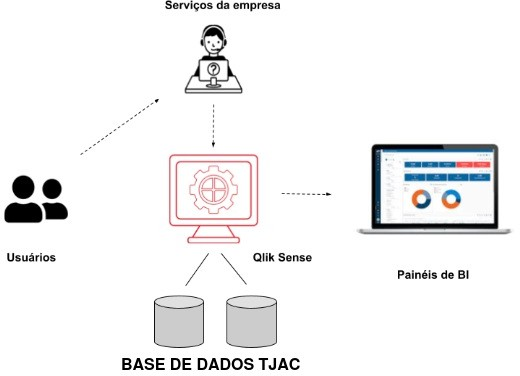 Serviços da empresa
?
Usuários
Qlik Sense
Painéis de BI
BASE DE DADOS TJAC